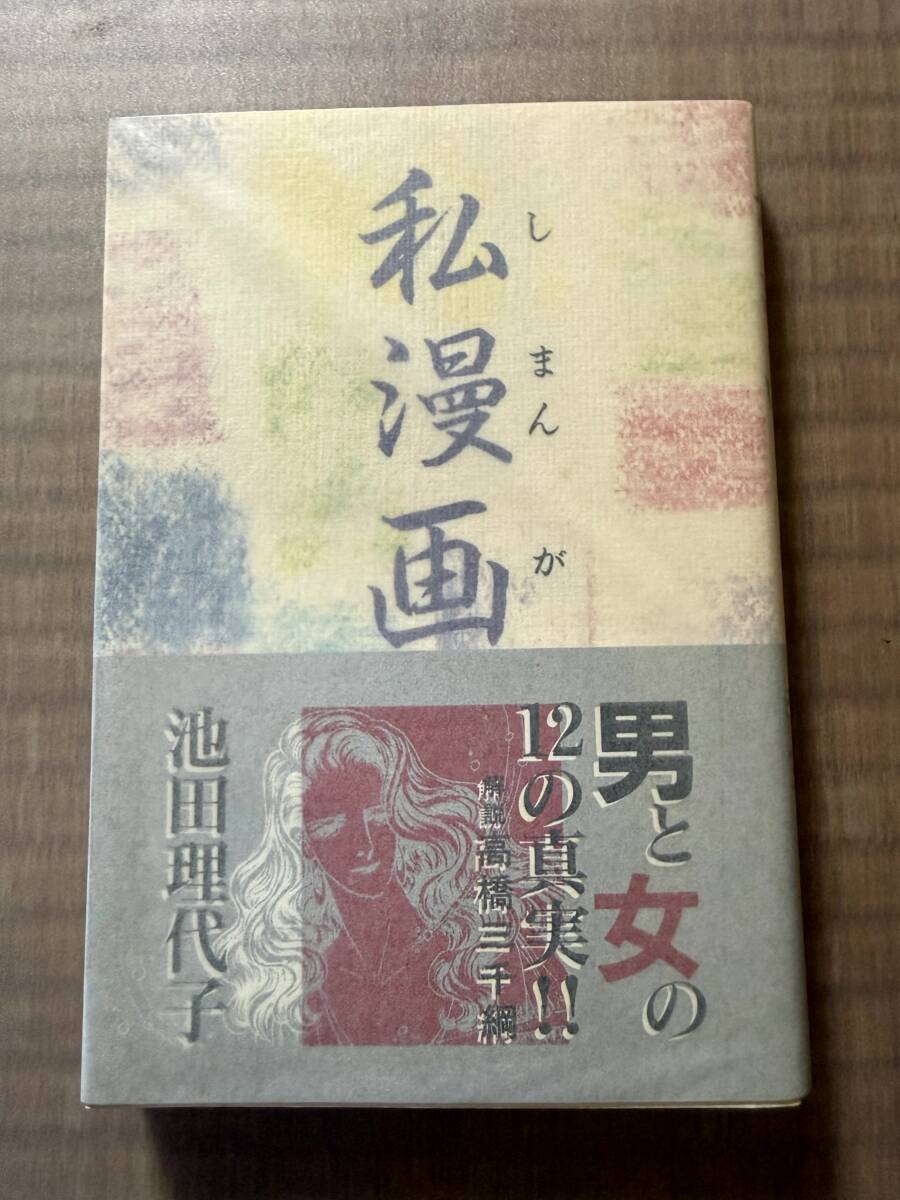 私漫画
しまんが
男と女の
12の真実!!
解説 高橋三千綱
池田理代子